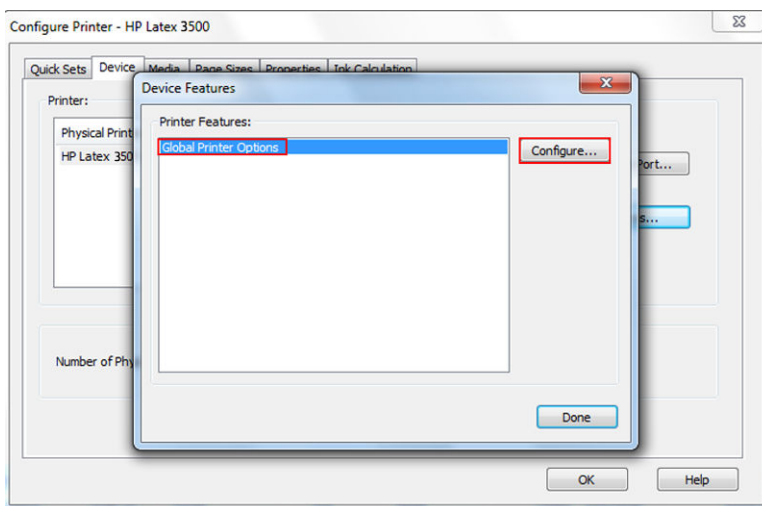 Configure Printer - HP Latex 3500
Quick Sets Device Media Page Sizes Properties Ink Calculation
Device Features
Printer:
Printer Features:
Physical Print
Global Printer Options
Configure...
HP Latex 350
Port...
s...
Number of Phy
Done
OK Help